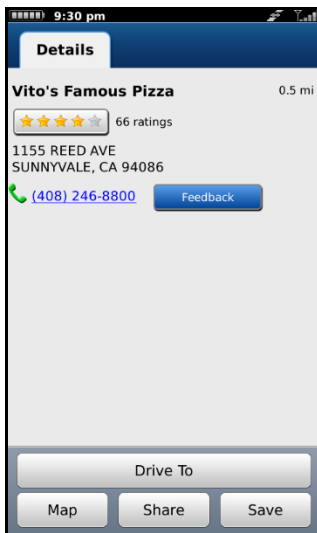 9:30 pm
Details
Vito's Famous Pizza 0.5 mi
66 ratings
1155 REED AVE
SUNNYVALE, CA 94086
(408) 246-8800 Feedback
Drive To
Map Share Save